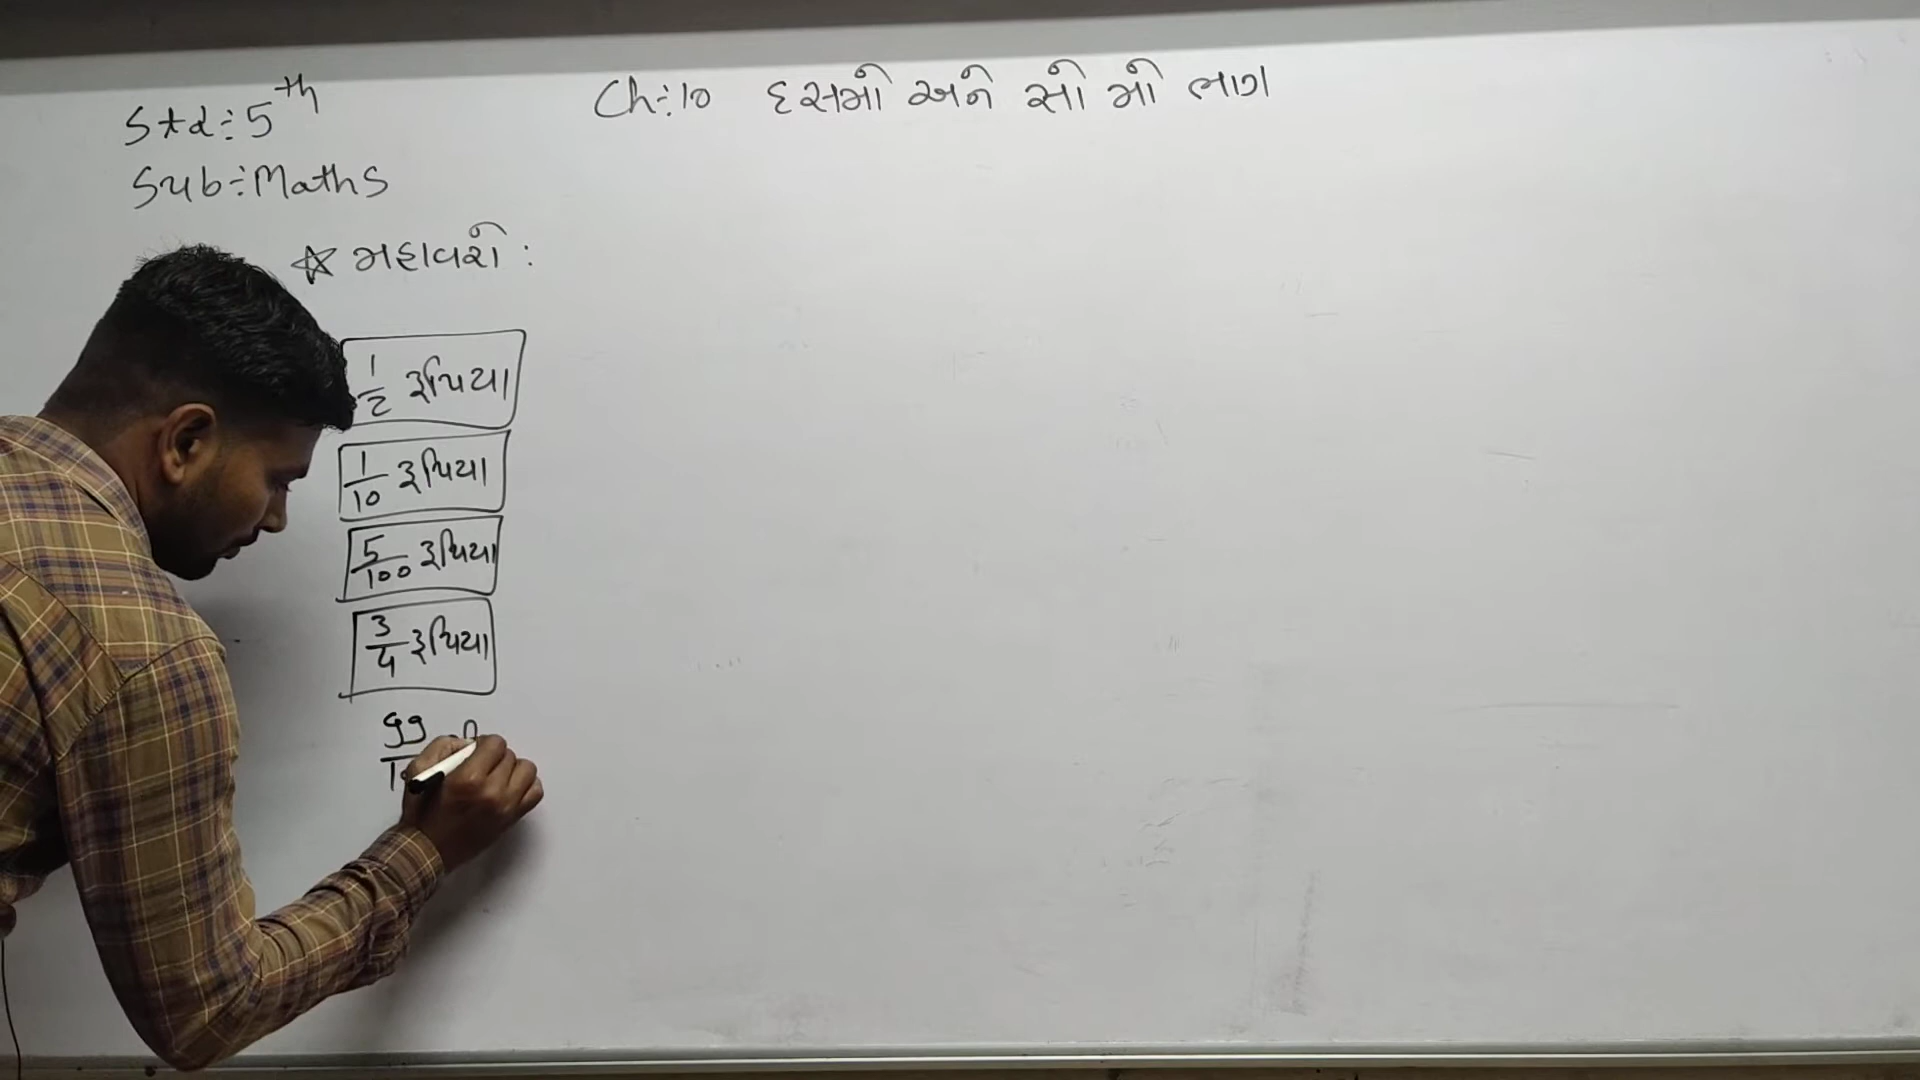 Std:- 5th
Ch:- 10 દસમાં અને સો માં ભાગ
Sub:- Maths
☆ મહાવરો :
1/2 રૂપિયા
1/10 રૂપિયા
5/100 રૂપિયા
3/4 રૂપિયા
99